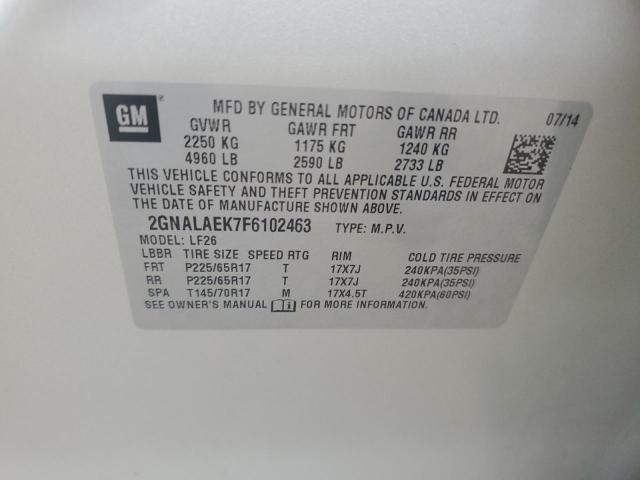 GM MFD BY GENERAL MOTORS OF CANADA LTD. 07/14
GVWR GAWR FRT GAWR RR
2250 KG 1175 KG 1240 KG
4960 LB 2590 LB 2733 LB
THIS VEHICLE CONFORMS TO ALL APPLICABLE U.S. FEDERAL MOTOR
VEHICLE SAFETY AND THEFT PREVENTION STANDARDS IN EFFECT ON
THE DATE OF MANUFACTURE SHOWN ABOVE.
2GNALAEK7F6102463 TYPE: M.P.V.
MODEL: LF26
LBBR TIRE SIZE SPEED RTG RIM COLD TIRE PRESSURE
FRT P225/65R17 T 17X7J 240KPA(35PSI)
RR P225/65R17 T 17X7J 240KPA(35PSI)
SPA T145/70R17 M 17X4.5T 420KPA(60PSI)
SEE OWNER'S MANUAL FOR MORE INFORMATION.